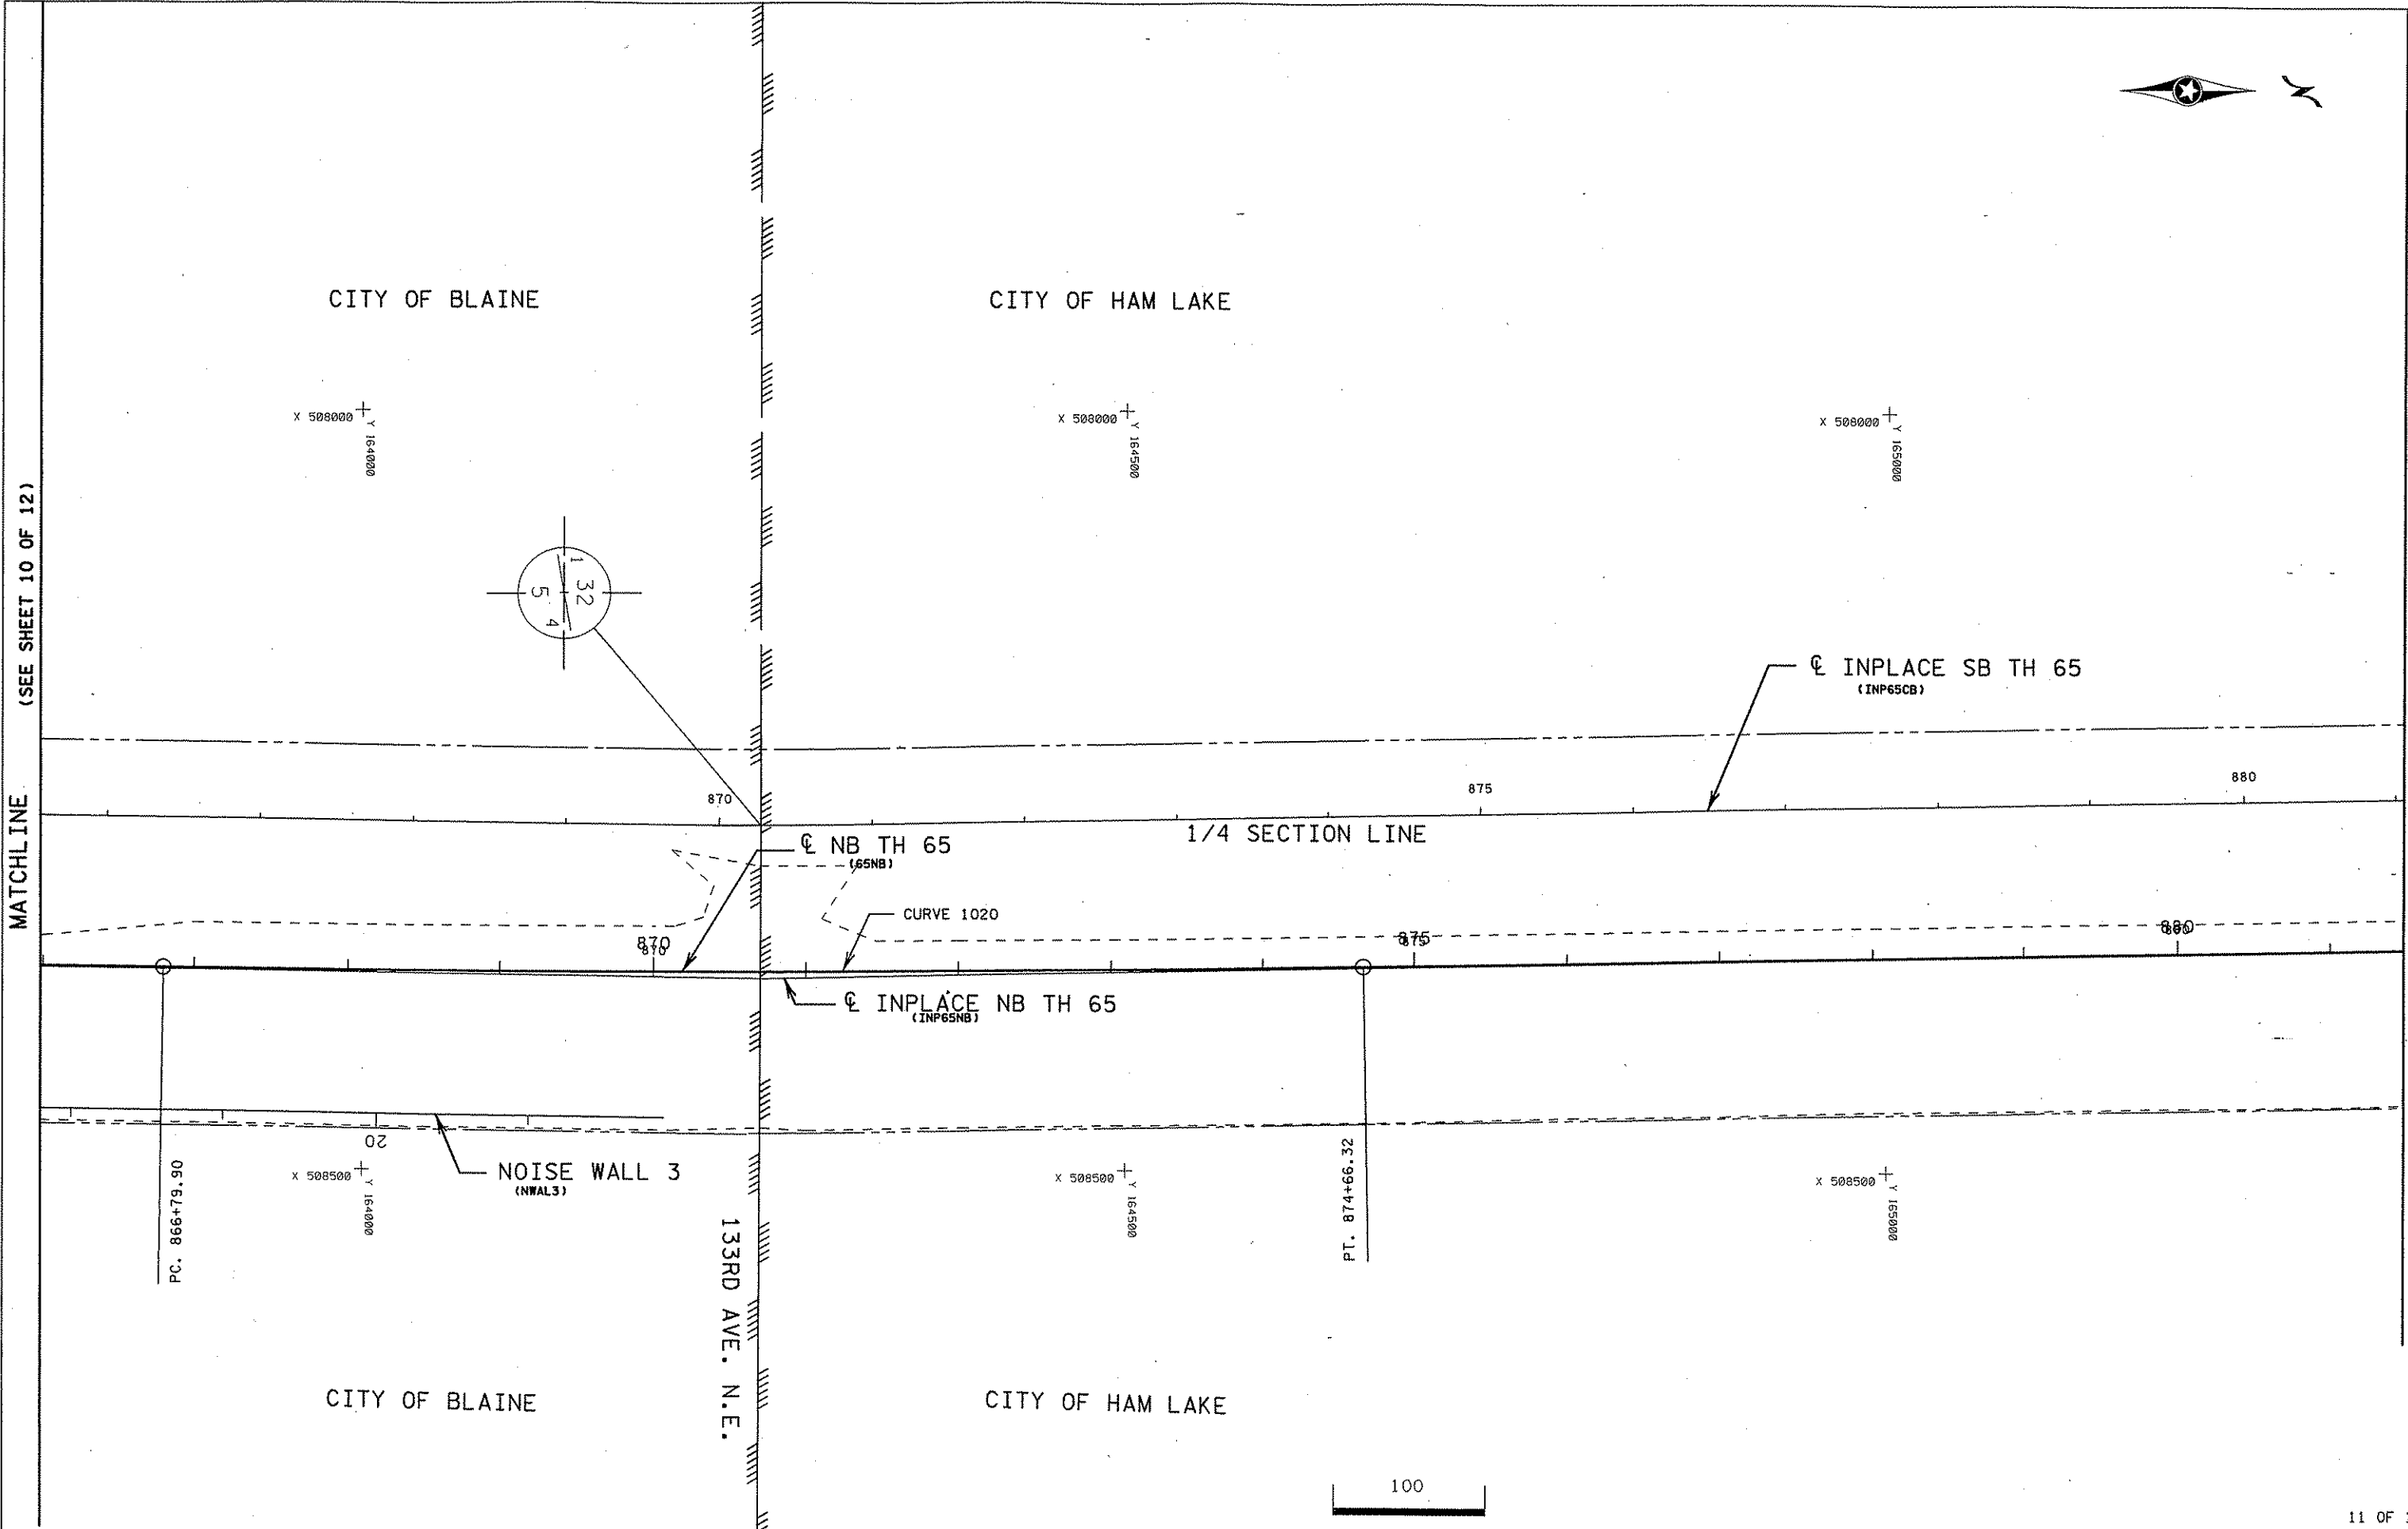 Z
CITY OF BLAINE
CITY OF HAM LAKE
X 508000
Y 164000
X 508000
Y 164500
X 508000
Y 165000
MATCHLINE (SEE SHEET 10 OF 12)
1 32
5 4
℄ INPLACE SB TH 65
(INP65CB)
870
875
880
1/4 SECTION LINE
℄ NB TH 65
(65NB)
CURVE 1020
870
870
875
875
880
880
℄ INPLACE NB TH 65
(INP65NB)
20
NOISE WALL 3
(NWAL3)
PC. 866+79.90
PT. 874+66.32
X 508500
Y 164000
X 508500
Y 164500
X 508500
Y 165000
133RD AVE. N.E.
CITY OF BLAINE
CITY OF HAM LAKE
100
11 OF